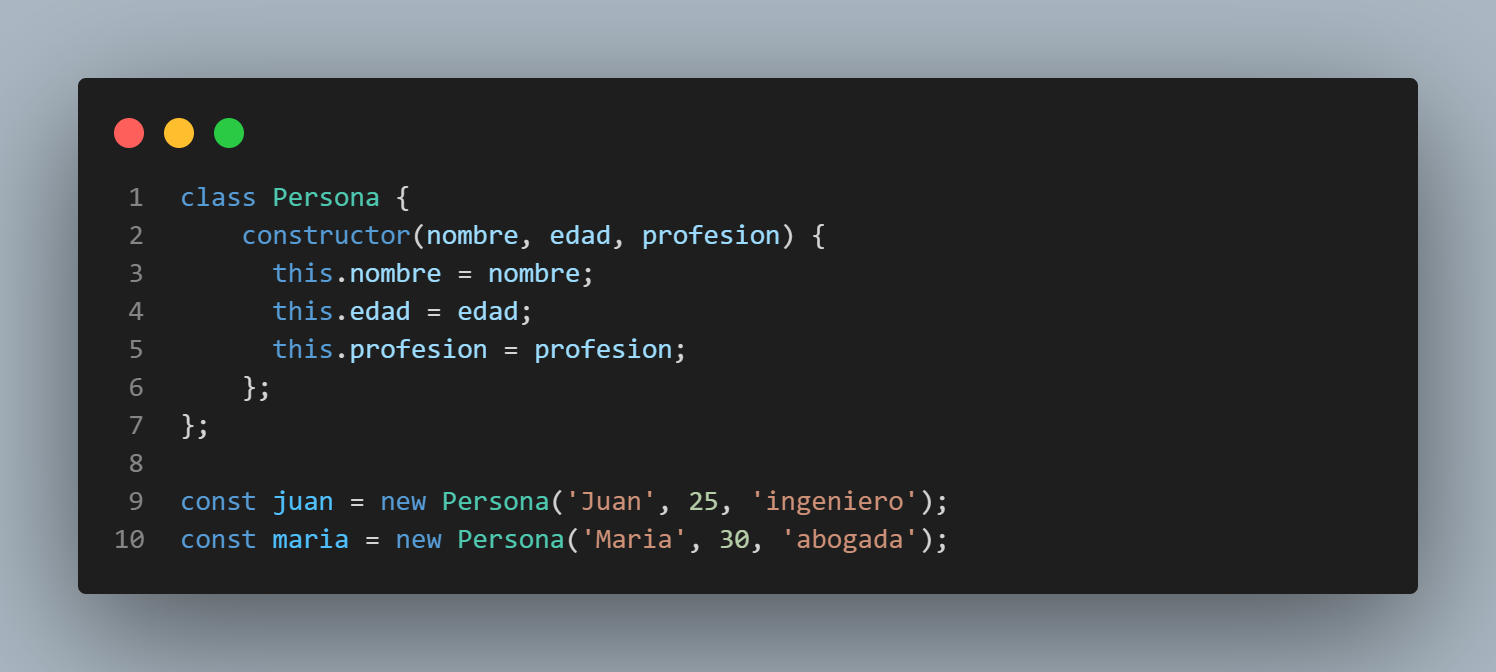 1 class Persona {
2 constructor(nombre, edad, profesion) {
3 this.nombre = nombre;
4 this.edad = edad;
5 this.profesion = profesion;
6 };
7 };
8
9 const juan = new Persona('Juan', 25, 'ingeniero');
10 const maria = new Persona('Maria', 30, 'abogada');